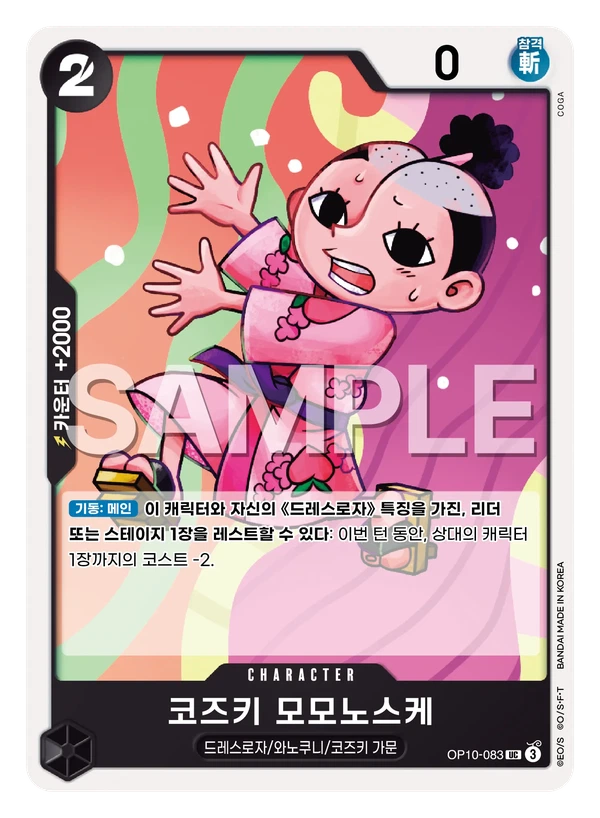 2
0
참격
斬
COGA
카운터 +2000
SAMPLE
기동: 메인 이 캐릭터와 자신의 《드레스로자》 특징을 가진, 리더
또는 스테이지 1장을 레스트할 수 있다: 이번 턴 동안, 상대의 캐릭터
1장까지의 코스트 -2.
CHARACTER
코즈키 모모노스케
드레스로자/와노쿠니/코즈키 가문
OP10-083 UC 3
©EO/S ©O/S·F·T BANDAI MADE IN KOREA